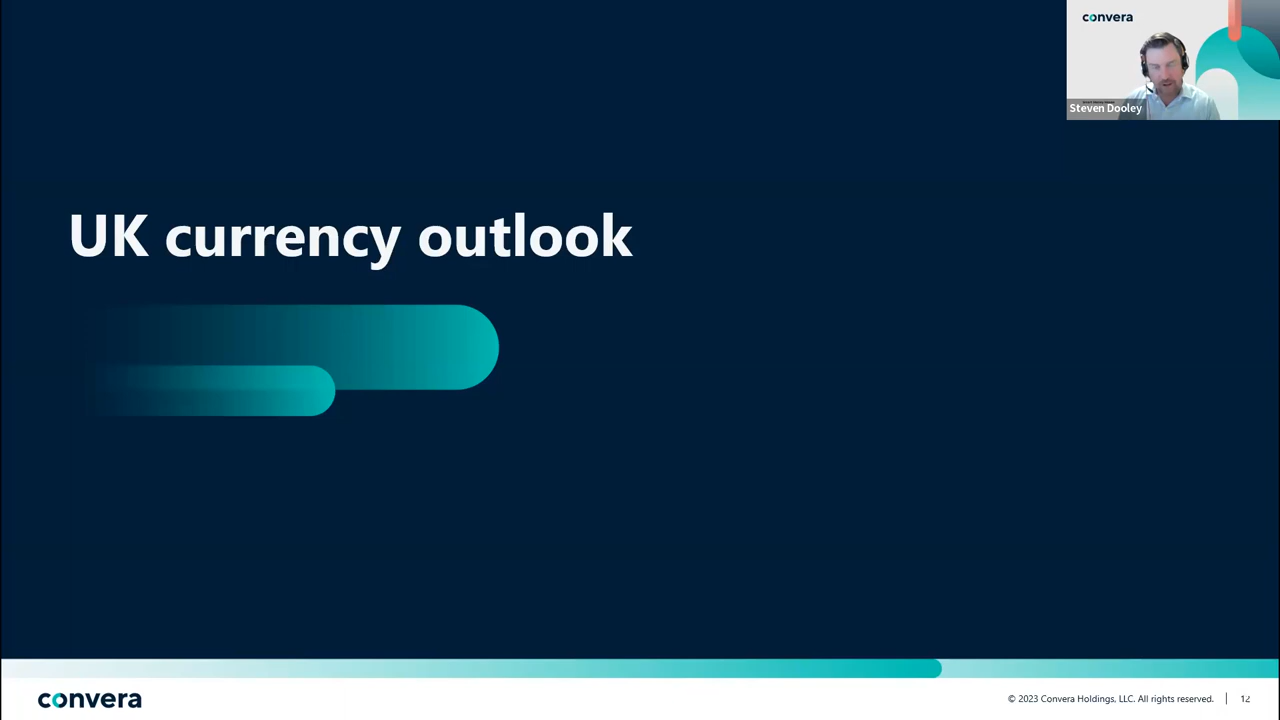 convera
Steven Dooley
UK currency outlook
convera
© 2023 Convera Holdings, LLC. All rights reserved. | 12